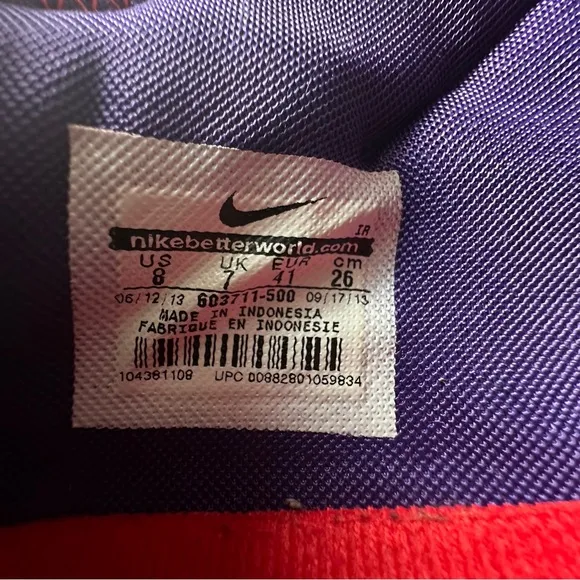 IR
nikebetterworld.com
US UK EUR cm
8 7 41 26
06/12/13 603711-500 09/17/13
MADE IN INDONESIA
FABRIQUE EN INDONESIE
104381108 UPC 00882801059834